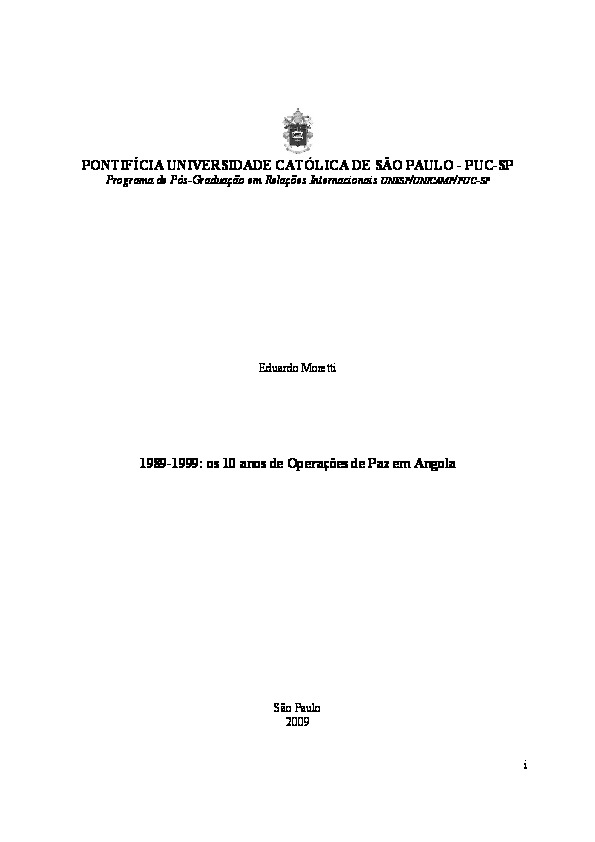 PONTIFÍCIA UNIVERSIDADE CATÓLICA DE SÃO PAULO - PUC-SP
Programa de Pós-Graduação em Relações Internacionais UNESP/UNICAMP/PUC-SP
Eduardo Moretti
1989-1999: os 10 anos de Operações de Paz em Angola
São Paulo
2009
i